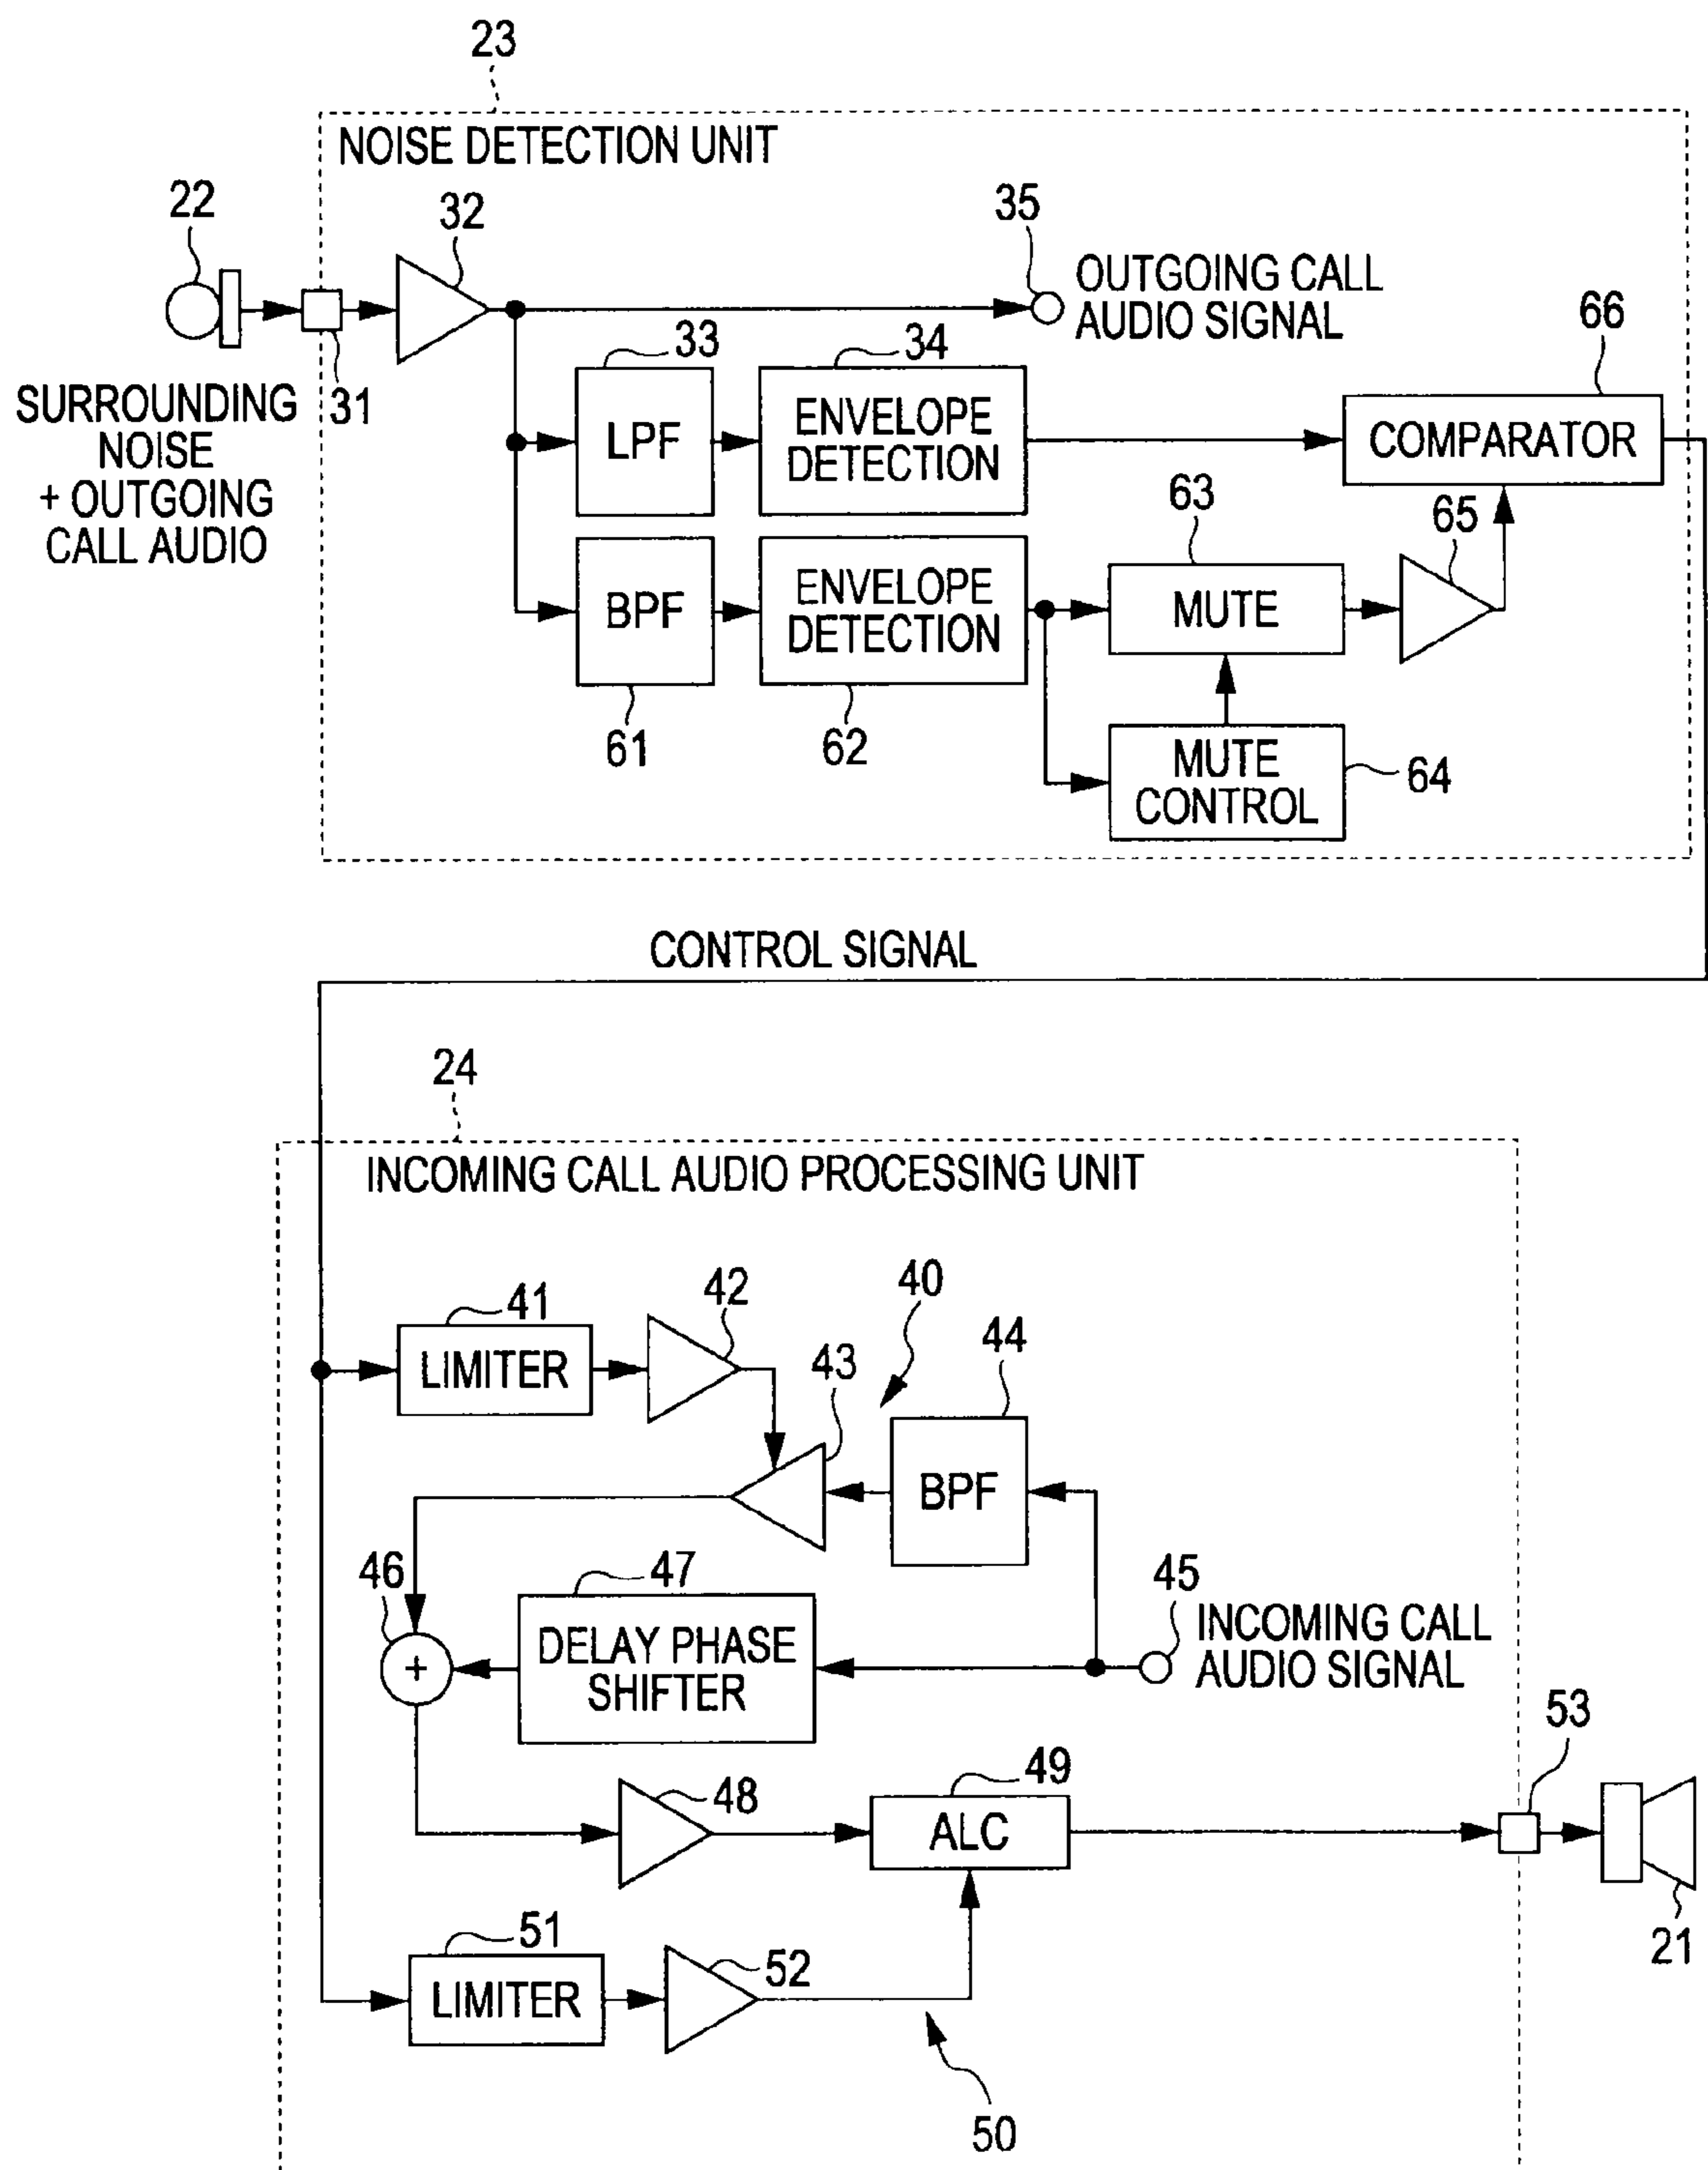 23
NOISE DETECTION UNIT
22
32
35
OUTGOING CALL
AUDIO SIGNAL
31
SURROUNDING
NOISE
+ OUTGOING
CALL AUDIO
33
LPF
34
ENVELOPE
DETECTION
66
COMPARATOR
63
65
BPF
ENVELOPE
DETECTION
MUTE
61
62
MUTE
CONTROL
64
CONTROL SIGNAL
24
INCOMING CALL AUDIO PROCESSING UNIT
41
LIMITER
42
43
40
44
BPF
46
+
47
DELAY PHASE
SHIFTER
45
INCOMING CALL
AUDIO SIGNAL
53
48
49
ALC
21
51
LIMITER
52
50